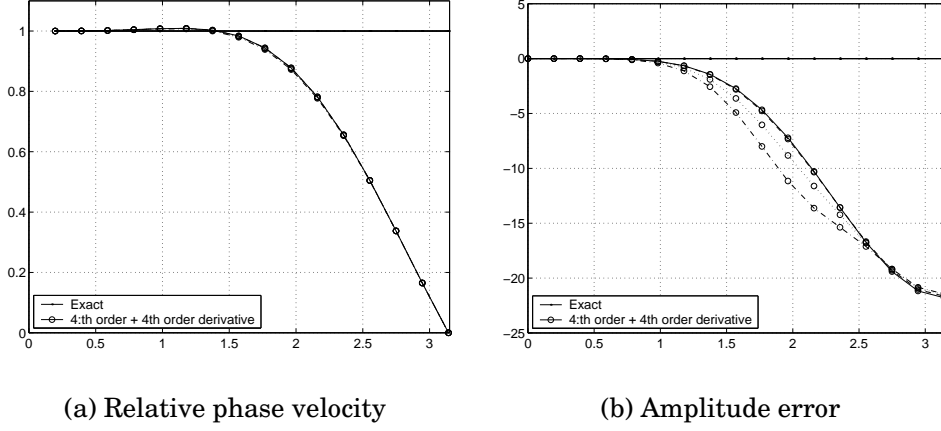 1
0.8
0.6
0.4
0.2
0
0 0.5 1 1.5 2 2.5 3
Exact
4:th order + 4th order derivative
(a) Relative phase velocity
5
0
−5
−10
−15
−20
−25
0 0.5 1 1.5 2 2.5 3
Exact
4:th order + 4th order derivative
(b) Amplitude error